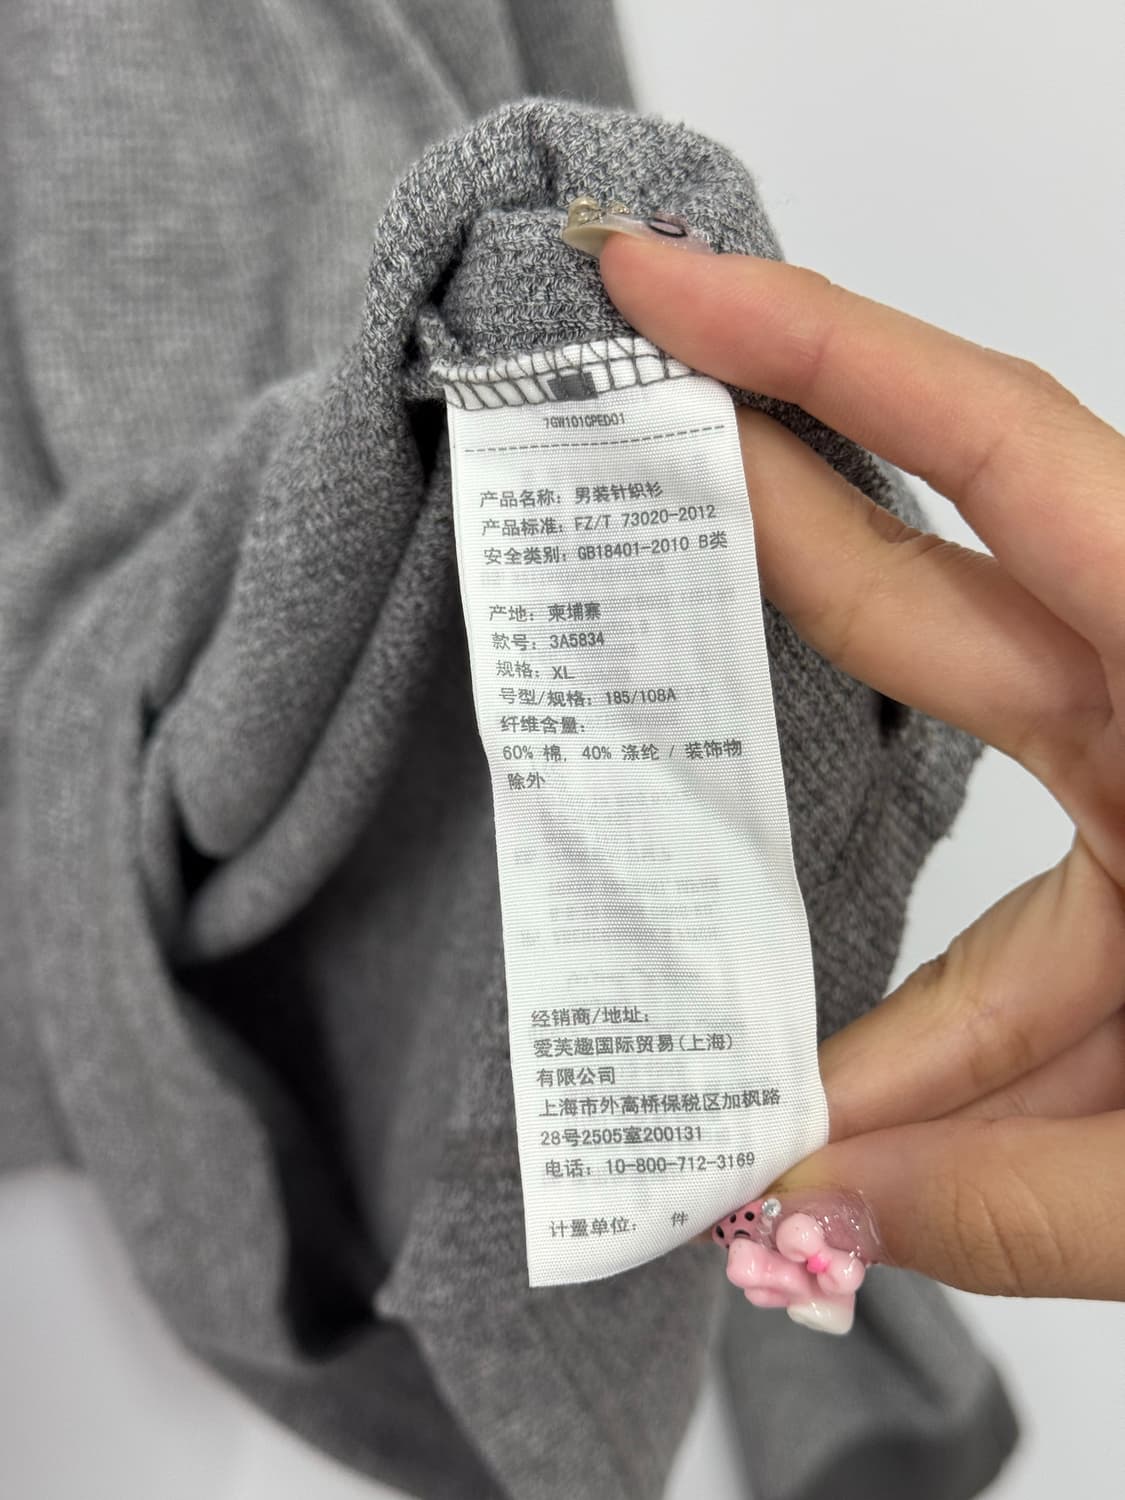 7GW101CPED01
产品名称：男装针织衫
产品标准：FZ/T 73020-2012
安全类别：GB18401-2010 B类
产地：柬埔寨
款号：3A5834
规格：XL
号型/规格：185/108A
纤维含量：
60% 棉, 40% 涤纶 / 装饰物
除外
经销商/地址：
爱芙趣国际贸易(上海)
有限公司
上海市外高桥保税区加枫路
28号2505室200131
电话：10-800-712-3169
计量单位： 件